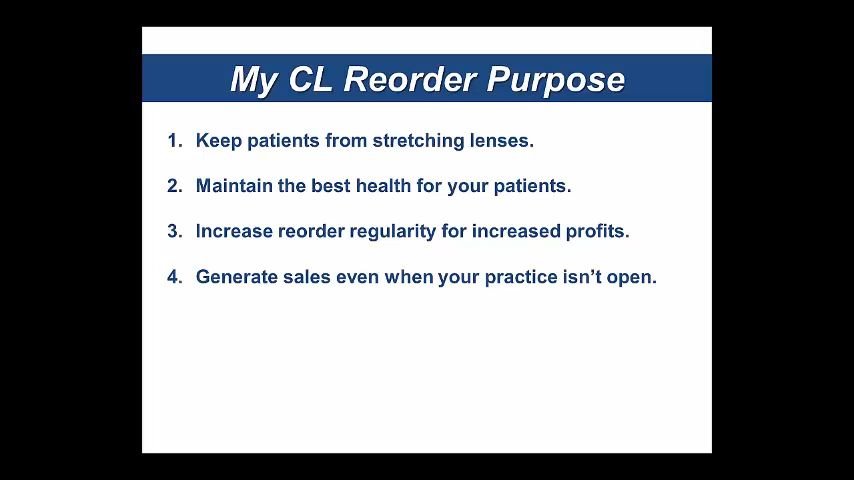 My CL Reorder Purpose
1. Keep patients from stretching lenses.
2. Maintain the best health for your patients.
3. Increase reorder regularity for increased profits.
4. Generate sales even when your practice isn’t open.